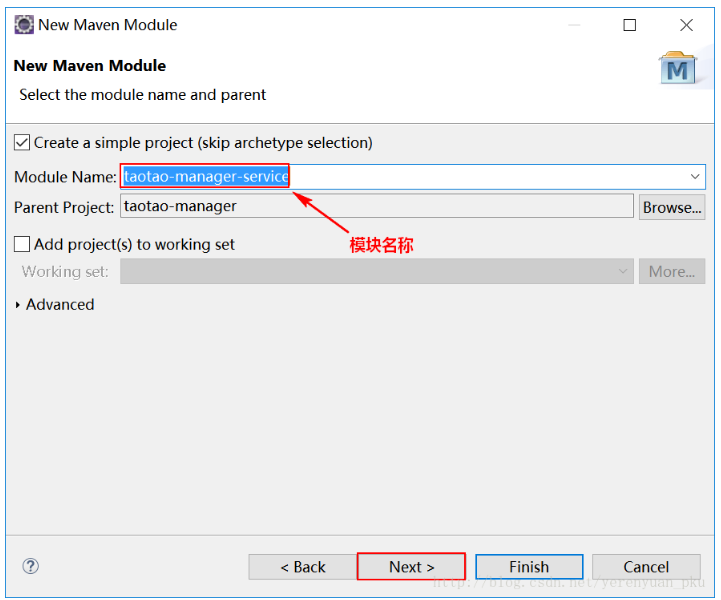 New Maven Module
New Maven Module
Select the module name and parent
Create a simple project (skip archetype selection)
Module Name: taotao-manager-service
Parent Project: taotao-manager Browse...
模块名称
Add project(s) to working set
Working set: More...
Advanced
< Back Next > Finish Cancel
http://blog.csdn.net/yerenyuan_pku